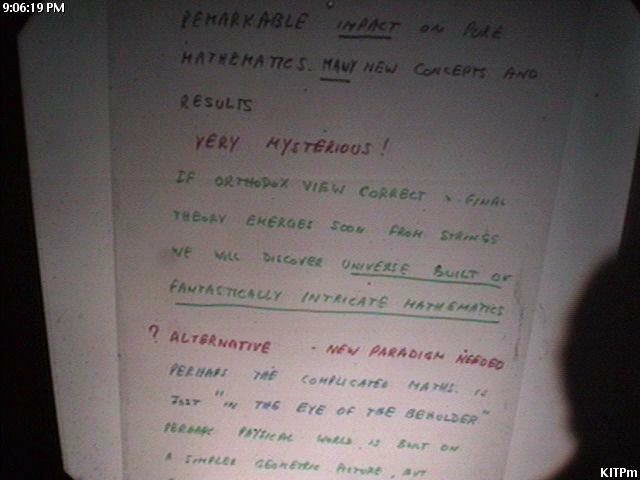 9:06:19 PM
REMARKABLE IMPACT ON PURE
MATHEMATICS. MANY NEW CONCEPTS AND
RESULTS
VERY MYSTERIOUS!
IF ORTHODOX VIEW CORRECT & FINAL
THEORY EMERGES SOON FROM STRINGS
WE WILL DISCOVER UNIVERSE BUILT OF
FANTASTICALLY INTRICATE MATHEMATICS
? ALTERNATIVE - NEW PARADIGM NEEDED
PERHAPS THE COMPLICATED MATHS. IS
JUST "IN THE EYE OF THE BEHOLDER"
PERHAPS PHYSICAL WORLD IS BUILT ON
A SIMPLER GEOMETRIC PICTURE, BUT
KITPm